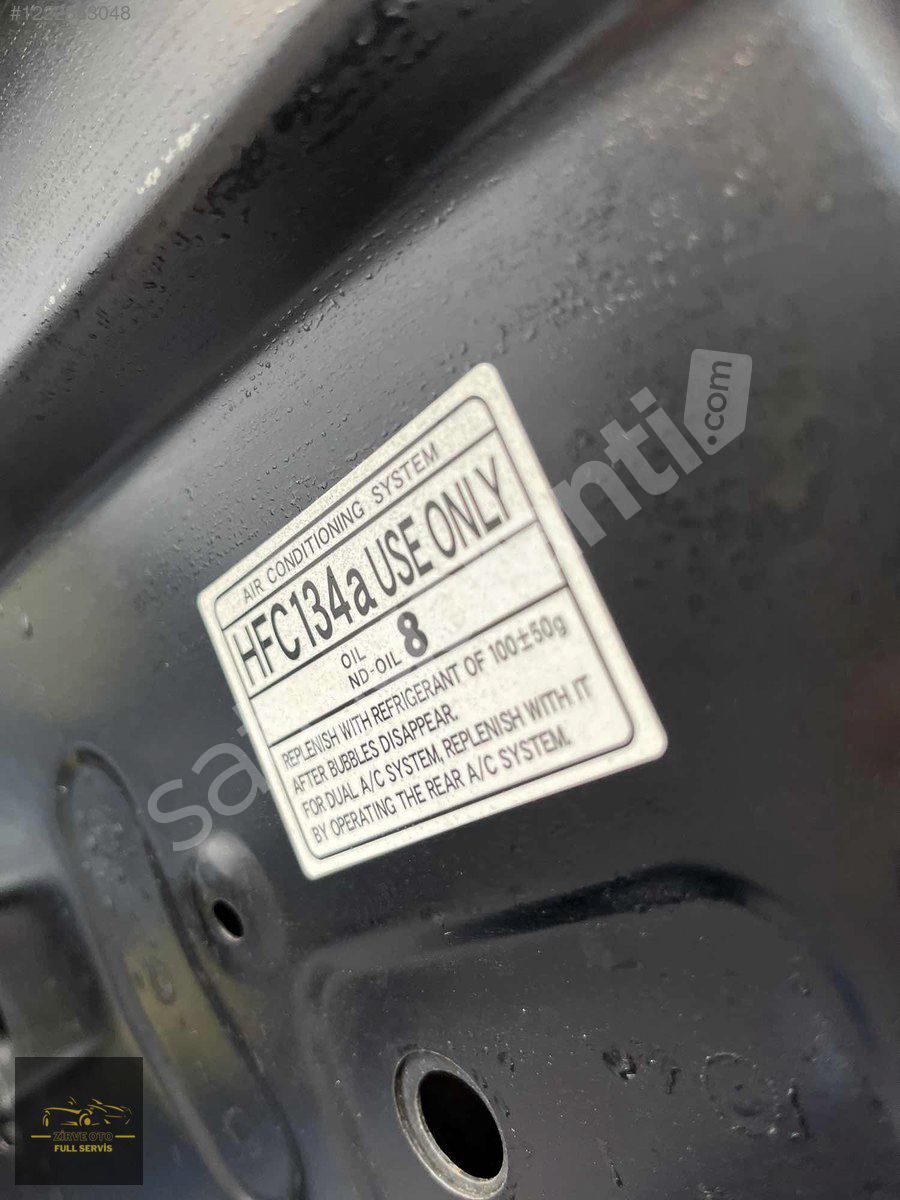 AIR CONDITIONING SYSTEM
HFC134a USE ONLY
OIL
ND-OIL 8
REPLENISH WITH REFRIGERANT OF 100±50g
AFTER BUBBLES DISAPPEAR.
FOR DUAL A/C SYSTEM, REPLENISH WITH IT
BY OPERATING THE REAR A/C SYSTEM.
.com
ZİRVE OTO
FULL SERVİS